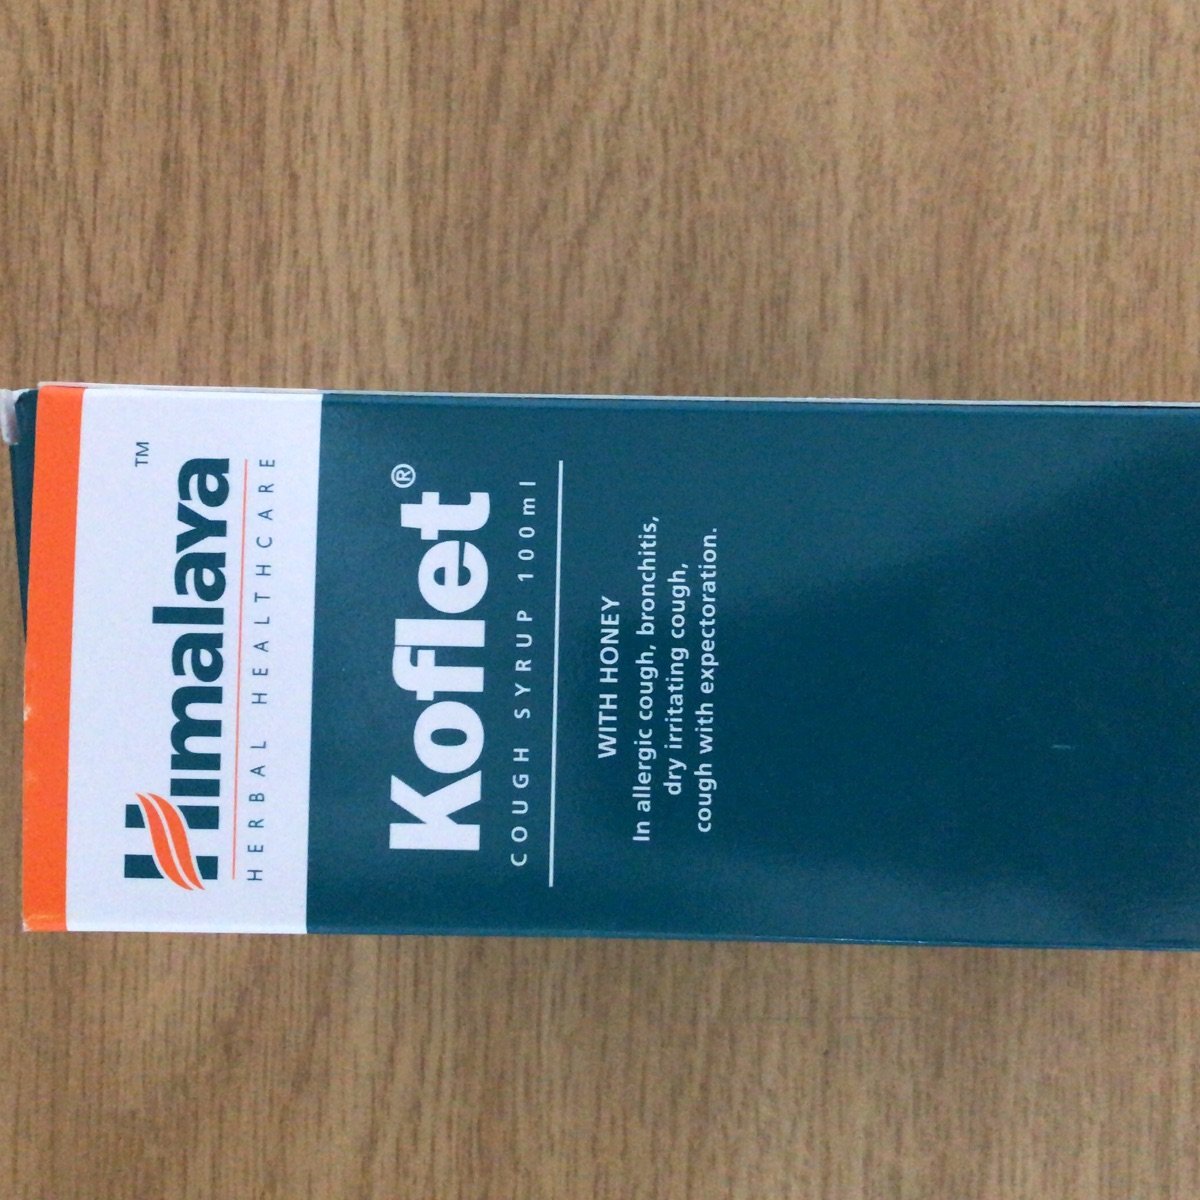 Himalaya™
HERBAL HEALTHCARE
Koflet®
COUGH SYRUP 100ml
WITH HONEY
In allergic cough, bronchitis,
dry irritating cough,
cough with expectoration.